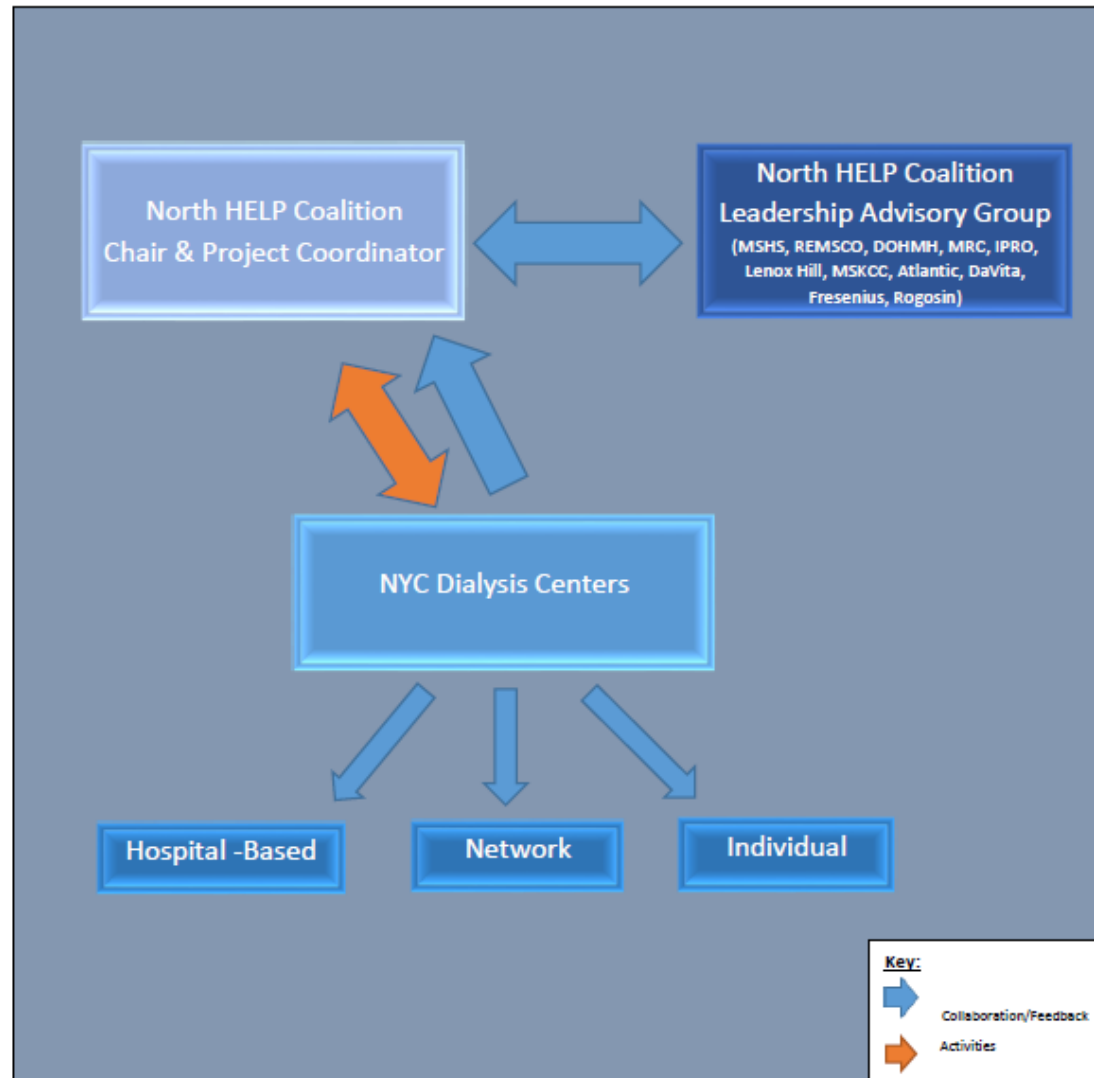 North HELP Coalition
Chair & Project Coordinator
North HELP Coalition
Leadership Advisory Group
(MSHS, REMSCO, DOHMH, MRC, IPRO,
Lenox Hill, MSKCC, Atlantic, DaVita,
Fresenius, Rogosin)
NYC Dialysis Centers
Hospital -Based
Network
Individual
Key:
Collaboration/Feedback
Activities